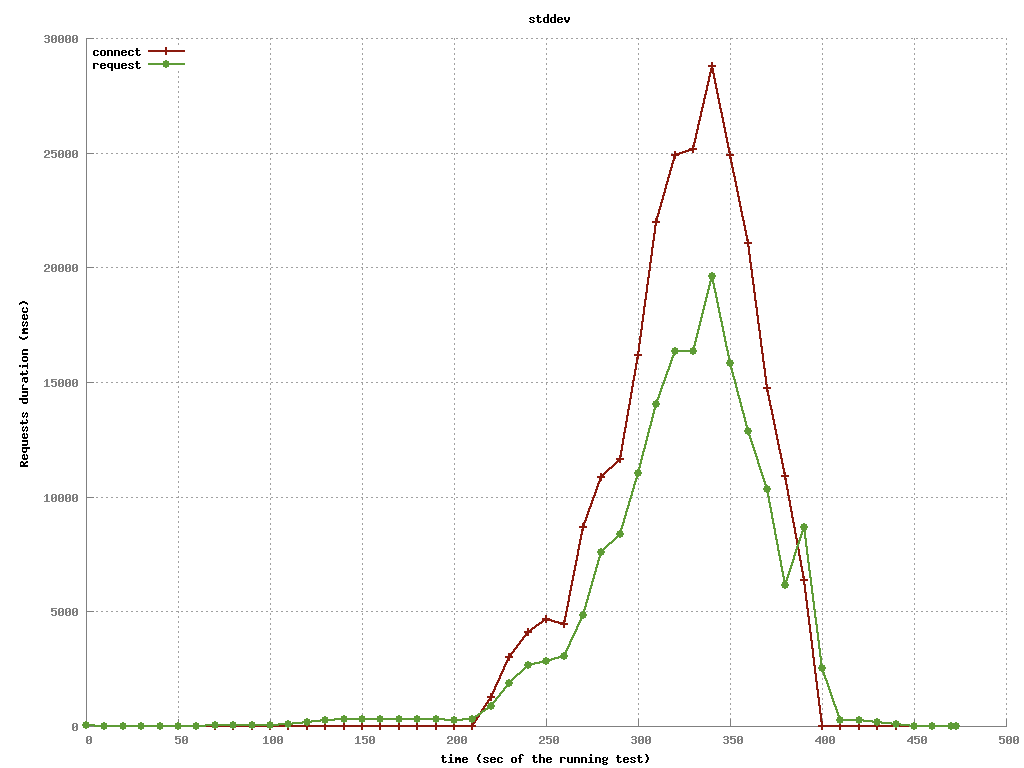 stddev
30000
connect
request
25000
20000
15000
10000
5000
0
Requests duration (msec)
0 50 100 150 200 250 300 350 400 450 500
time (sec of the running test)